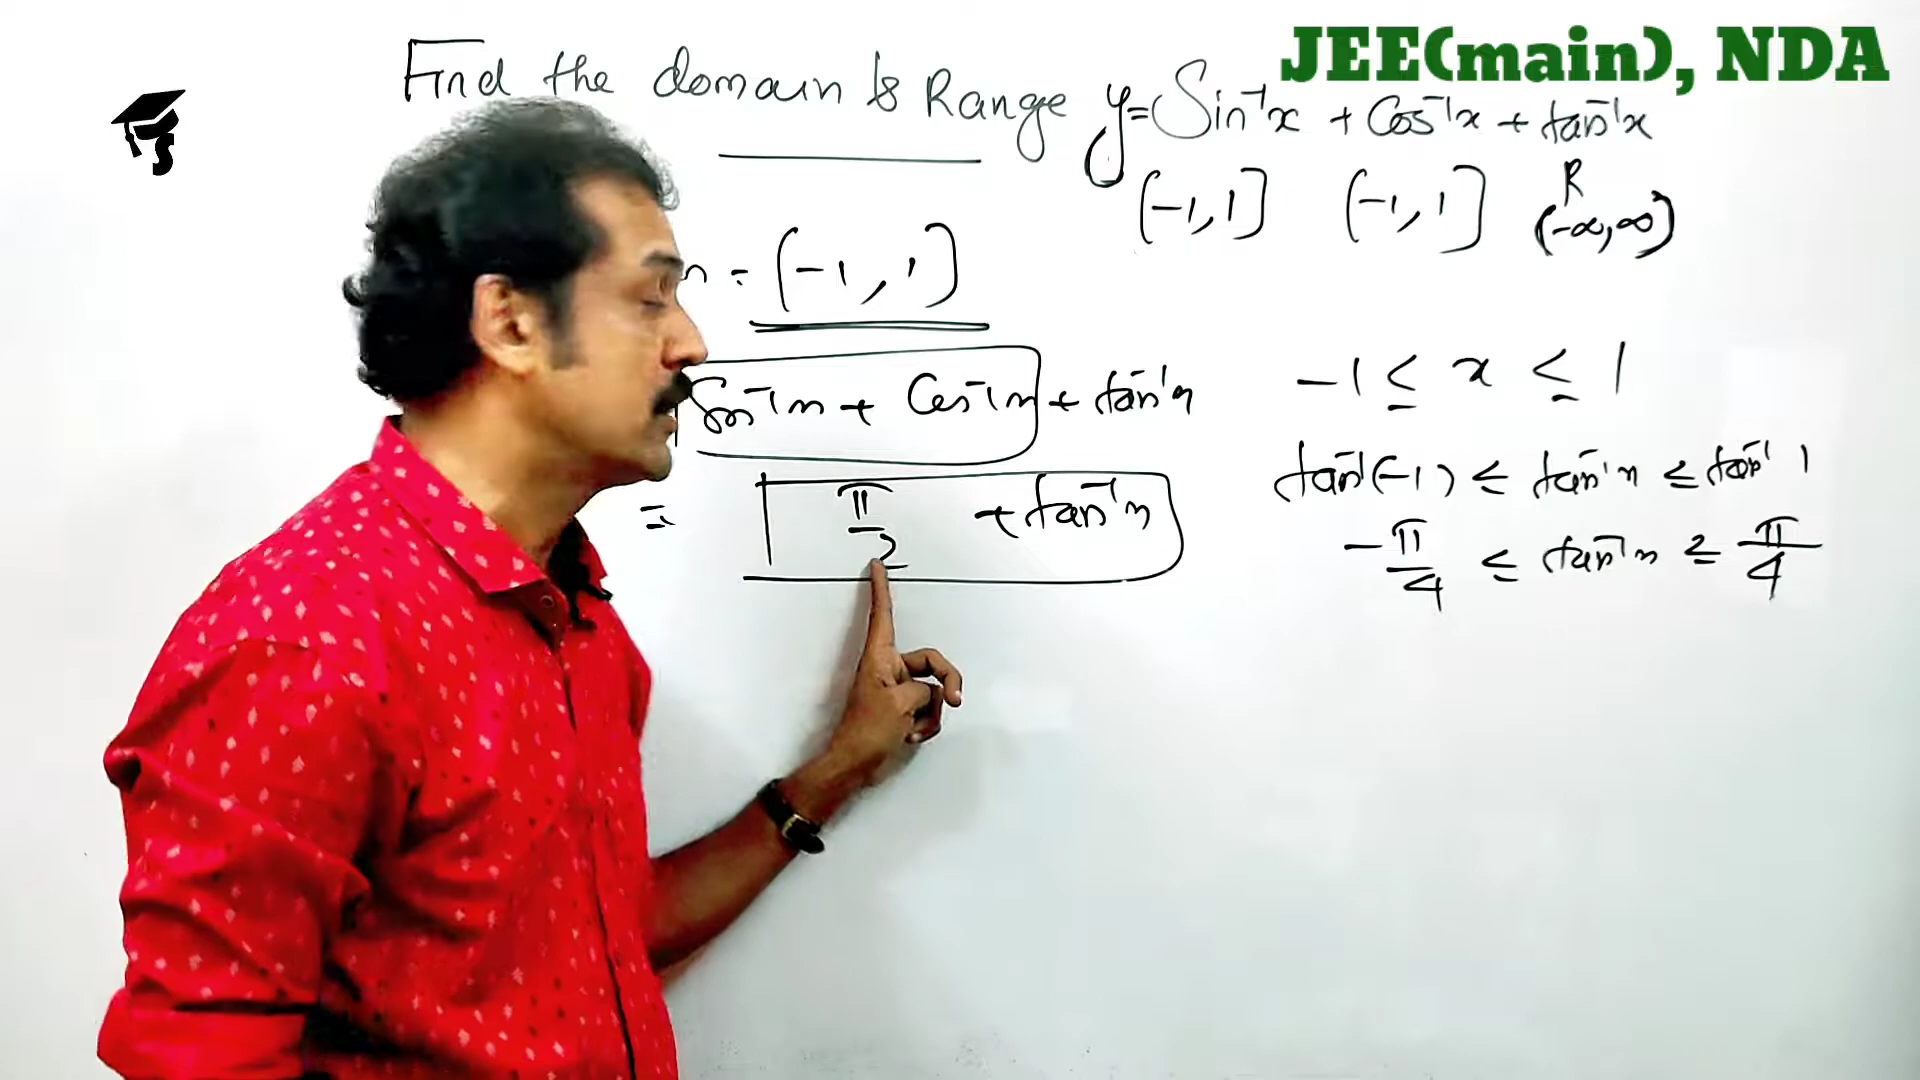 JEE(main), NDA
Find the domain & Range y = Sin⁻¹x + Cos⁻¹x + tan⁻¹x
[-1, 1] [-1, 1] R
(-∞, ∞)
n = [-1, 1]
Sin⁻¹x + Cos⁻¹x + tan⁻¹x
= π/2 + tan⁻¹x
-1 ≤ x ≤ 1
tan⁻¹(-1) ≤ tan⁻¹x ≤ tan⁻¹ 1
-π/4 ≤ tan⁻¹x ≤ π/4